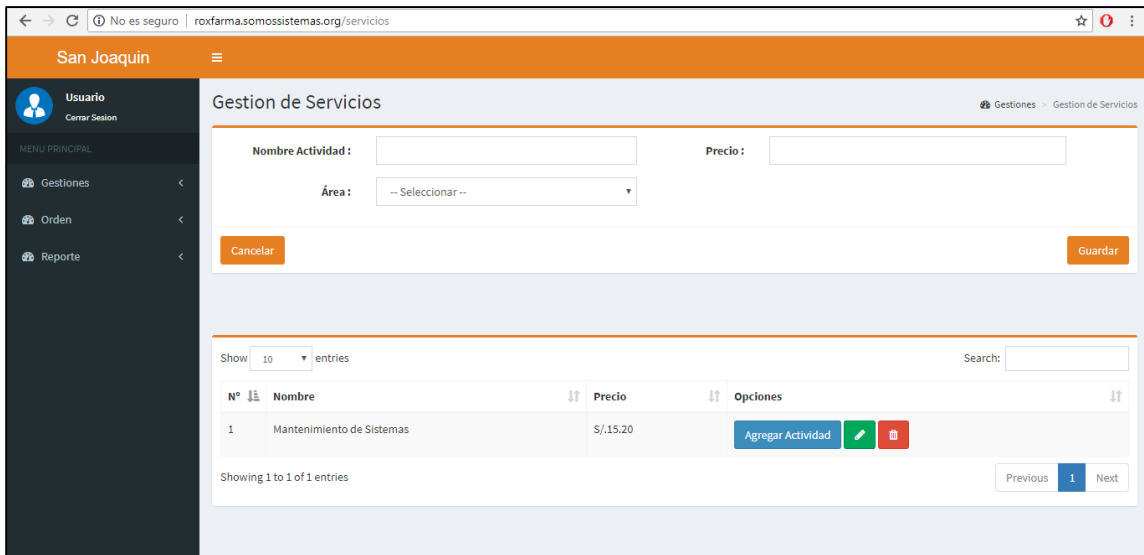 No es seguro | roxfarma.somossistemas.org/servicios
San Joaquin
Usuario
Cerrar Sesion
MENU PRINCIPAL
Gestiones
Orden
Reporte
Gestion de Servicios
Gestiones > Gestion de Servicios
Nombre Actividad :
Precio :
Área :
-- Seleccionar --
Cancelar
Guardar
Show 10 entries
Search:
N° Nombre Precio Opciones
1 Mantenimiento de Sistemas S/.15.20 Agregar Actividad
Showing 1 to 1 of 1 entries
Previous 1 Next